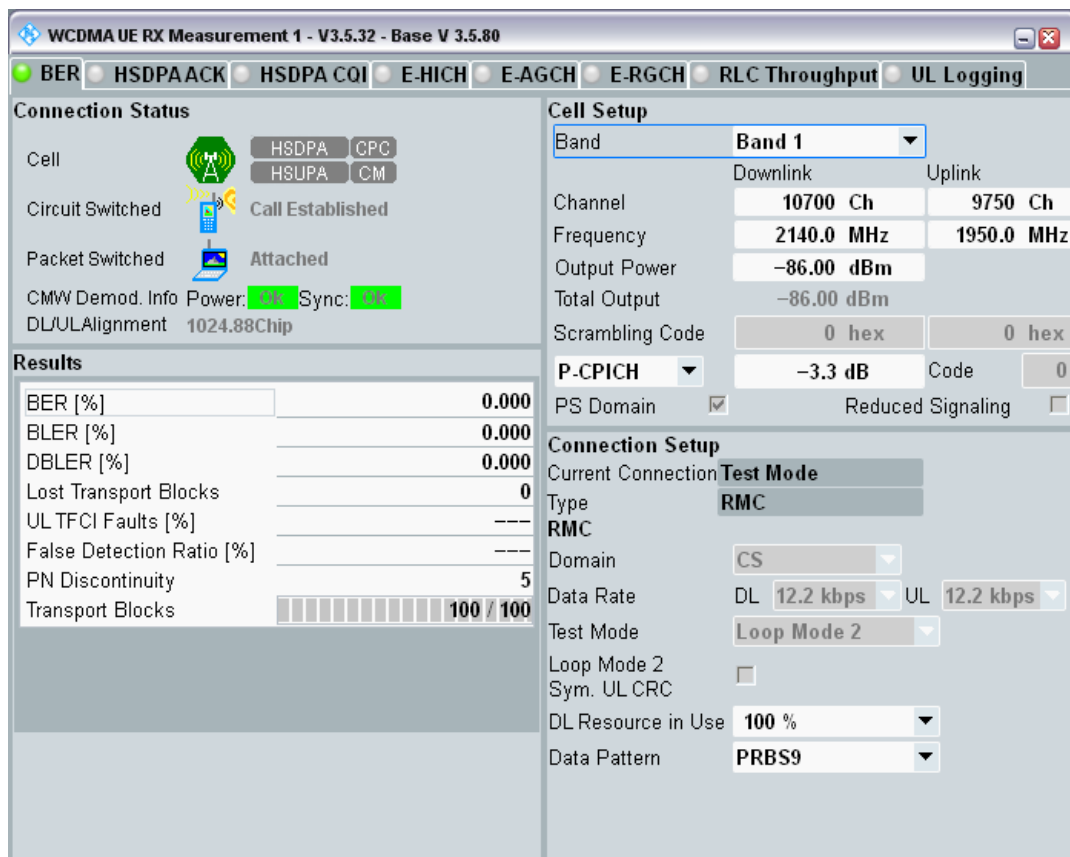 WCDMA UE RX Measurement 1 - V3.5.32 - Base V 3.5.80
BER HSDPA ACK HSDPA CQI E-HICH E-AGCH E-RGCH RLC Throughput UL Logging
Connection Status
Cell HSDPA CPC
HSUPA CM
Circuit Switched Call Established
Packet Switched Attached
CMW Demod. Info Power: Ok Sync: OK
DL/ULAlignment 1024.88Chip
Results
BER [%] 0.000
BLER [%] 0.000
DBLER [%] 0.000
Lost Transport Blocks 0
UL TFCI Faults [%] ---
False Detection Ratio [%] ---
PN Discontinuity 5
Transport Blocks 100 / 100
Cell Setup
Band Band 1
Downlink Uplink
Channel 10700 Ch 9750 Ch
Frequency 2140.0 MHz 1950.0 MHz
Output Power −86.00 dBm
Total Output −86.00 dBm
Scrambling Code 0 hex 0 hex
P-CPICH −3.3 dB Code 0
PS Domain Reduced Signaling
Connection Setup
Current Connection Test Mode
Type RMC
RMC
Domain CS
Data Rate DL 12.2 kbps UL 12.2 kbps
Test Mode Loop Mode 2
Loop Mode 2
Sym. UL CRC
DL Resource in Use 100 %
Data Pattern PRBS9